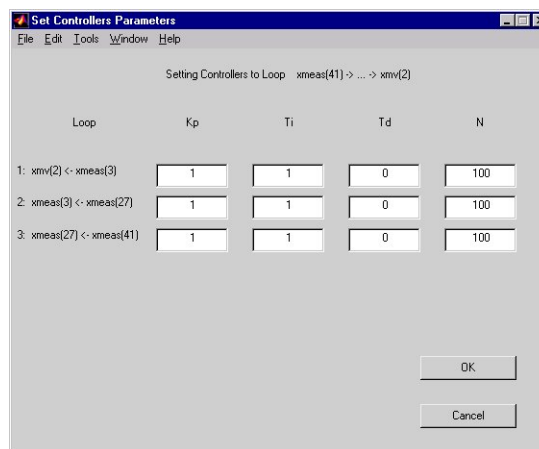 Set Controllers Parameters
File Edit Tools Window Help
Setting Controllers to Loop xmeas(41) -> ... -> xmv(2)
Loop Kp Ti Td N
1: xmv(2) <- xmeas(3) 1 1 0 100
2: xmeas(3) <- xmeas(27) 1 1 0 100
3: xmeas(27) <- xmeas(41) 1 1 0 100
OK
Cancel